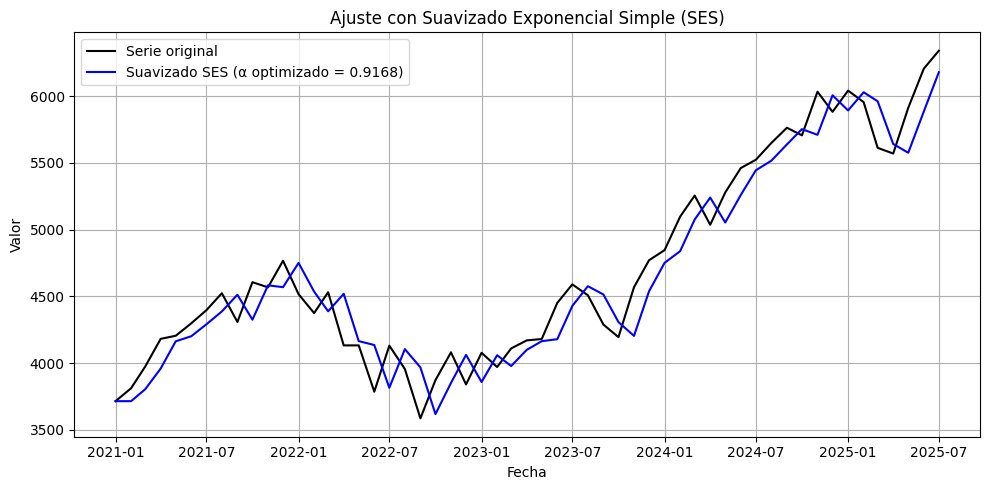 Ajuste con Suavizado Exponencial Simple (SES)
Serie original
Suavizado SES (α optimizado = 0.9168)
6000
5500
5000
4500
4000
3500
Valor
2021-01 2021-07 2022-01 2022-07 2023-01 2023-07 2024-01 2024-07 2025-01 2025-07
Fecha